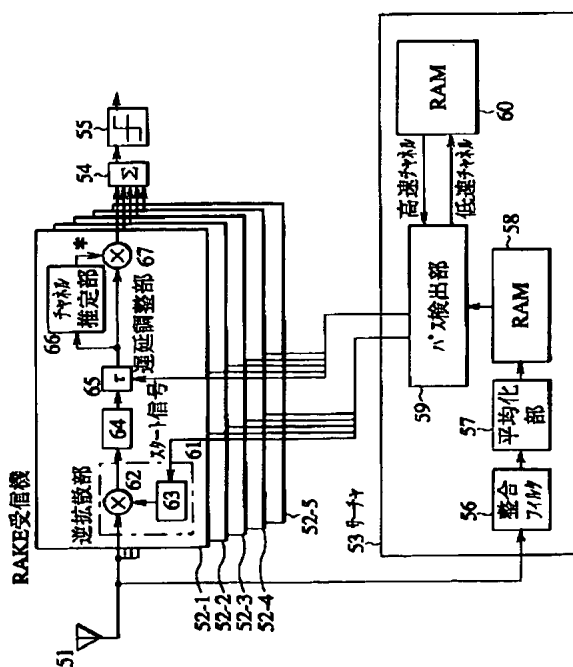 RAKE受信機
51
52-1
52-2
52-3
52-4
52-5
逆拡散部
62
63
61
スタート信号
64
65
τ
遅延調整部
66
チャネル
推定部
*
67
54
Σ
55
53 サーチャ
56
整合
フィルタ
57
平均化
部
58
RAM
59
パス検出部
高速チャネル
低速チャネル
60
RAM